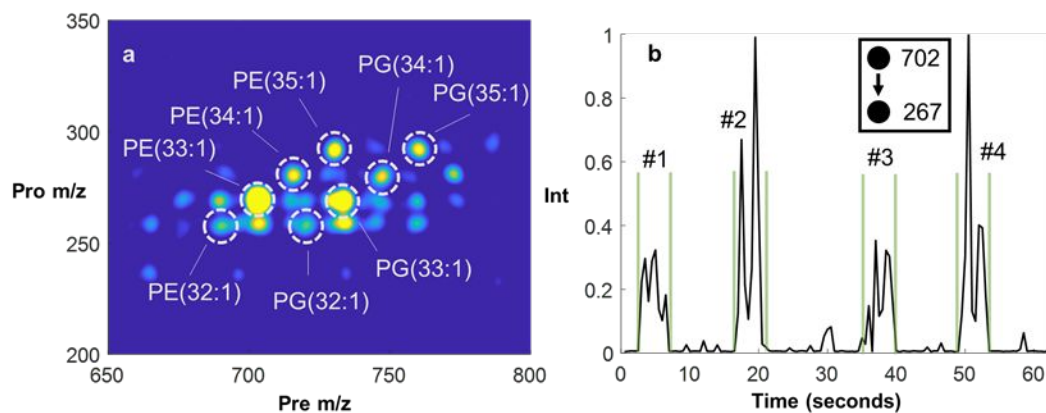 a
PG(34:1)
PG(35:1)
PE(35:1)
PE(34:1)
PE(33:1)
PE(32:1)
PG(32:1)
PG(33:1)
350
300
250
200
Pro m/z
650
700
750
800
Pre m/z
b
702
267
#1
#2
#3
#4
1
0.8
0.6
0.4
0.2
0
Int
0
10
20
30
40
50
60
Time (seconds)